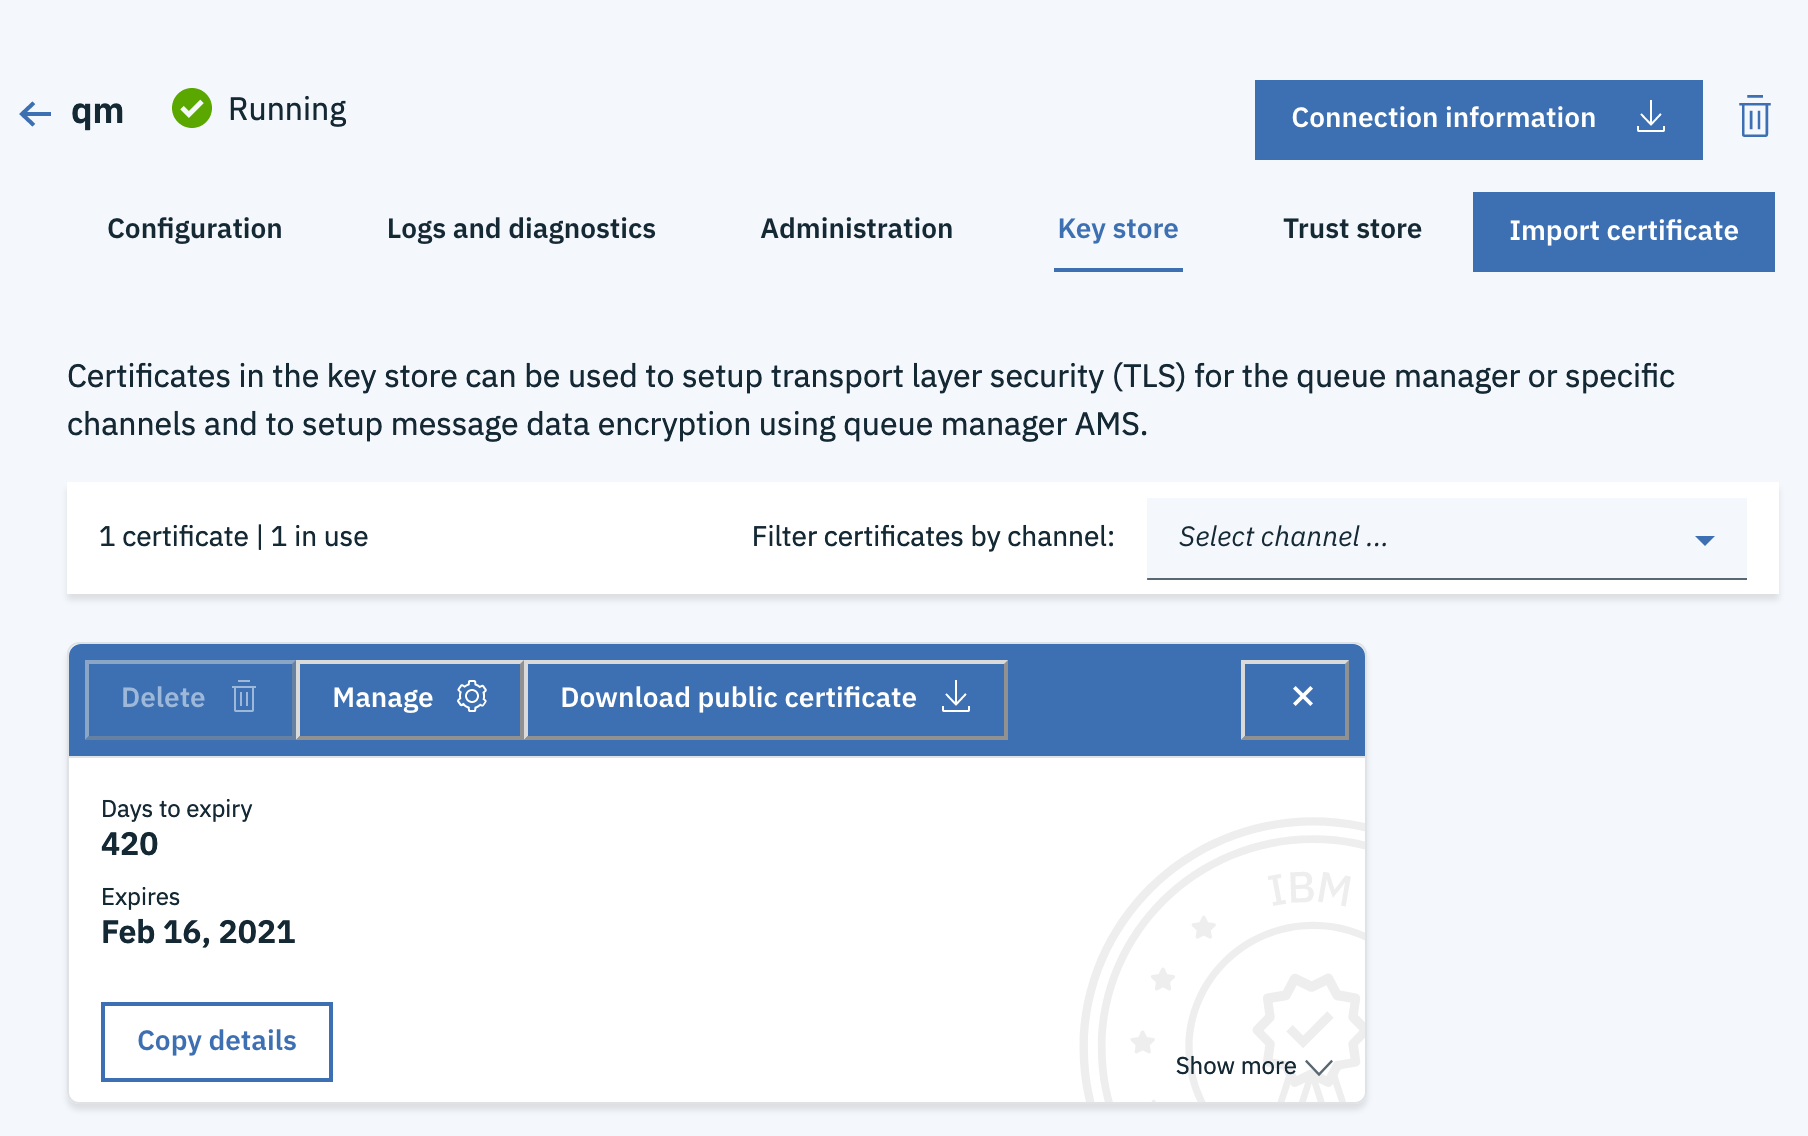 qm
Running
Connection information
Configuration
Logs and diagnostics
Administration
Key store
Trust store
Import certificate
Certificates in the key store can be used to setup transport layer security (TLS) for the queue manager or specific
channels and to setup message data encryption using queue manager AMS.
1 certificate | 1 in use
Filter certificates by channel:
Select channel ...
Delete
Manage
Download public certificate
Days to expiry
420
Expires
Feb 16, 2021
IBM
Copy details
Show more